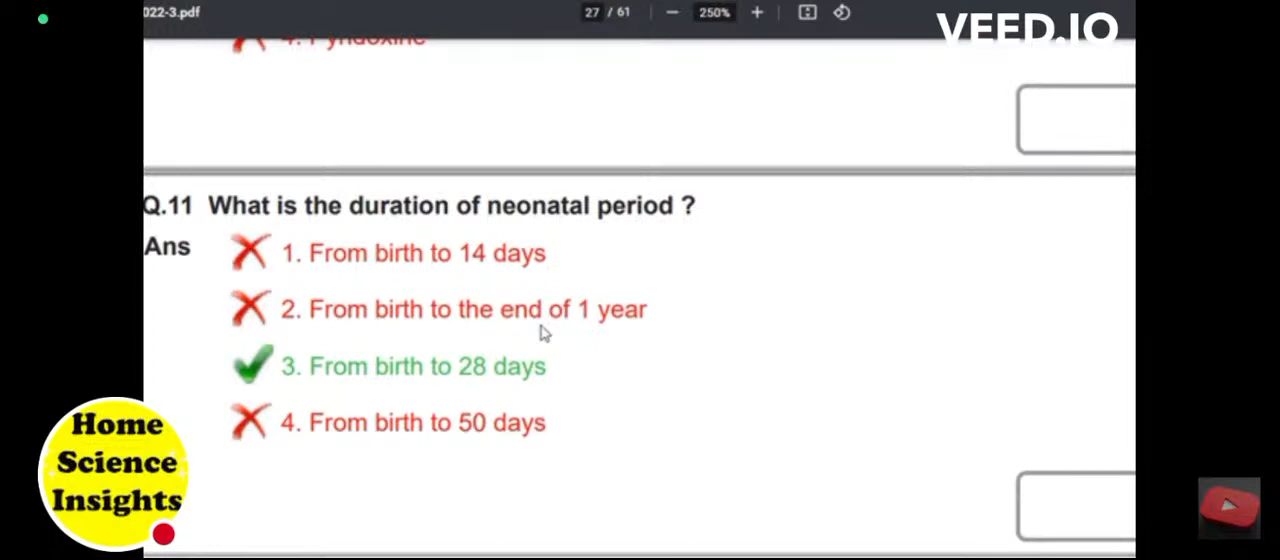 022-3.pdf
27 / 61
250%
VEED.IO
4. Pyridoxine
Q.11 What is the duration of neonatal period ?
Ans
1. From birth to 14 days
2. From birth to the end of 1 year
3. From birth to 28 days
4. From birth to 50 days
Home
Science
Insights